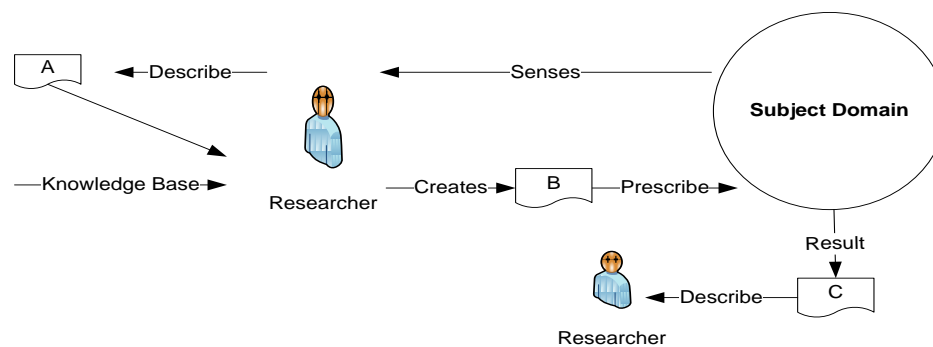 A
Describe
Senses
Subject Domain
Knowledge Base
Researcher
Creates
B
Prescribe
Result
C
Describe
Researcher